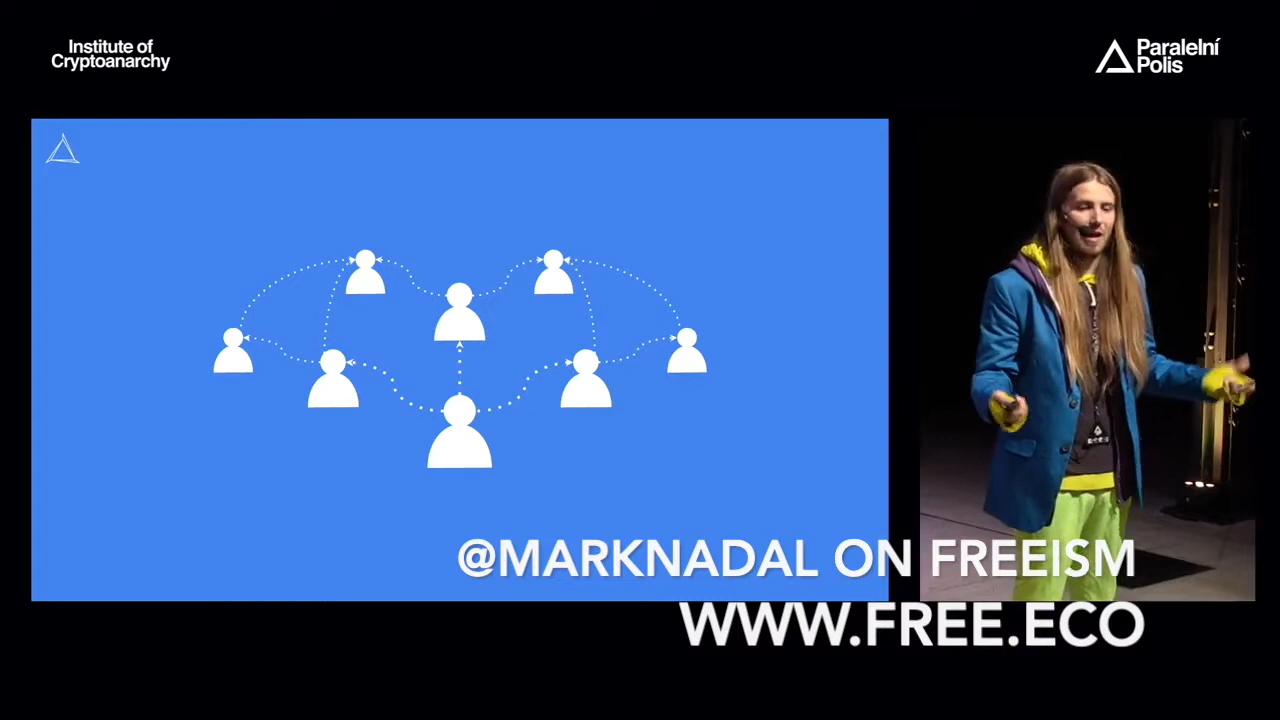 Institute of
Cryptoanarchy
Paralelní
Polis
@MARKNADAL ON FREEISM
WWW.FREE.ECO